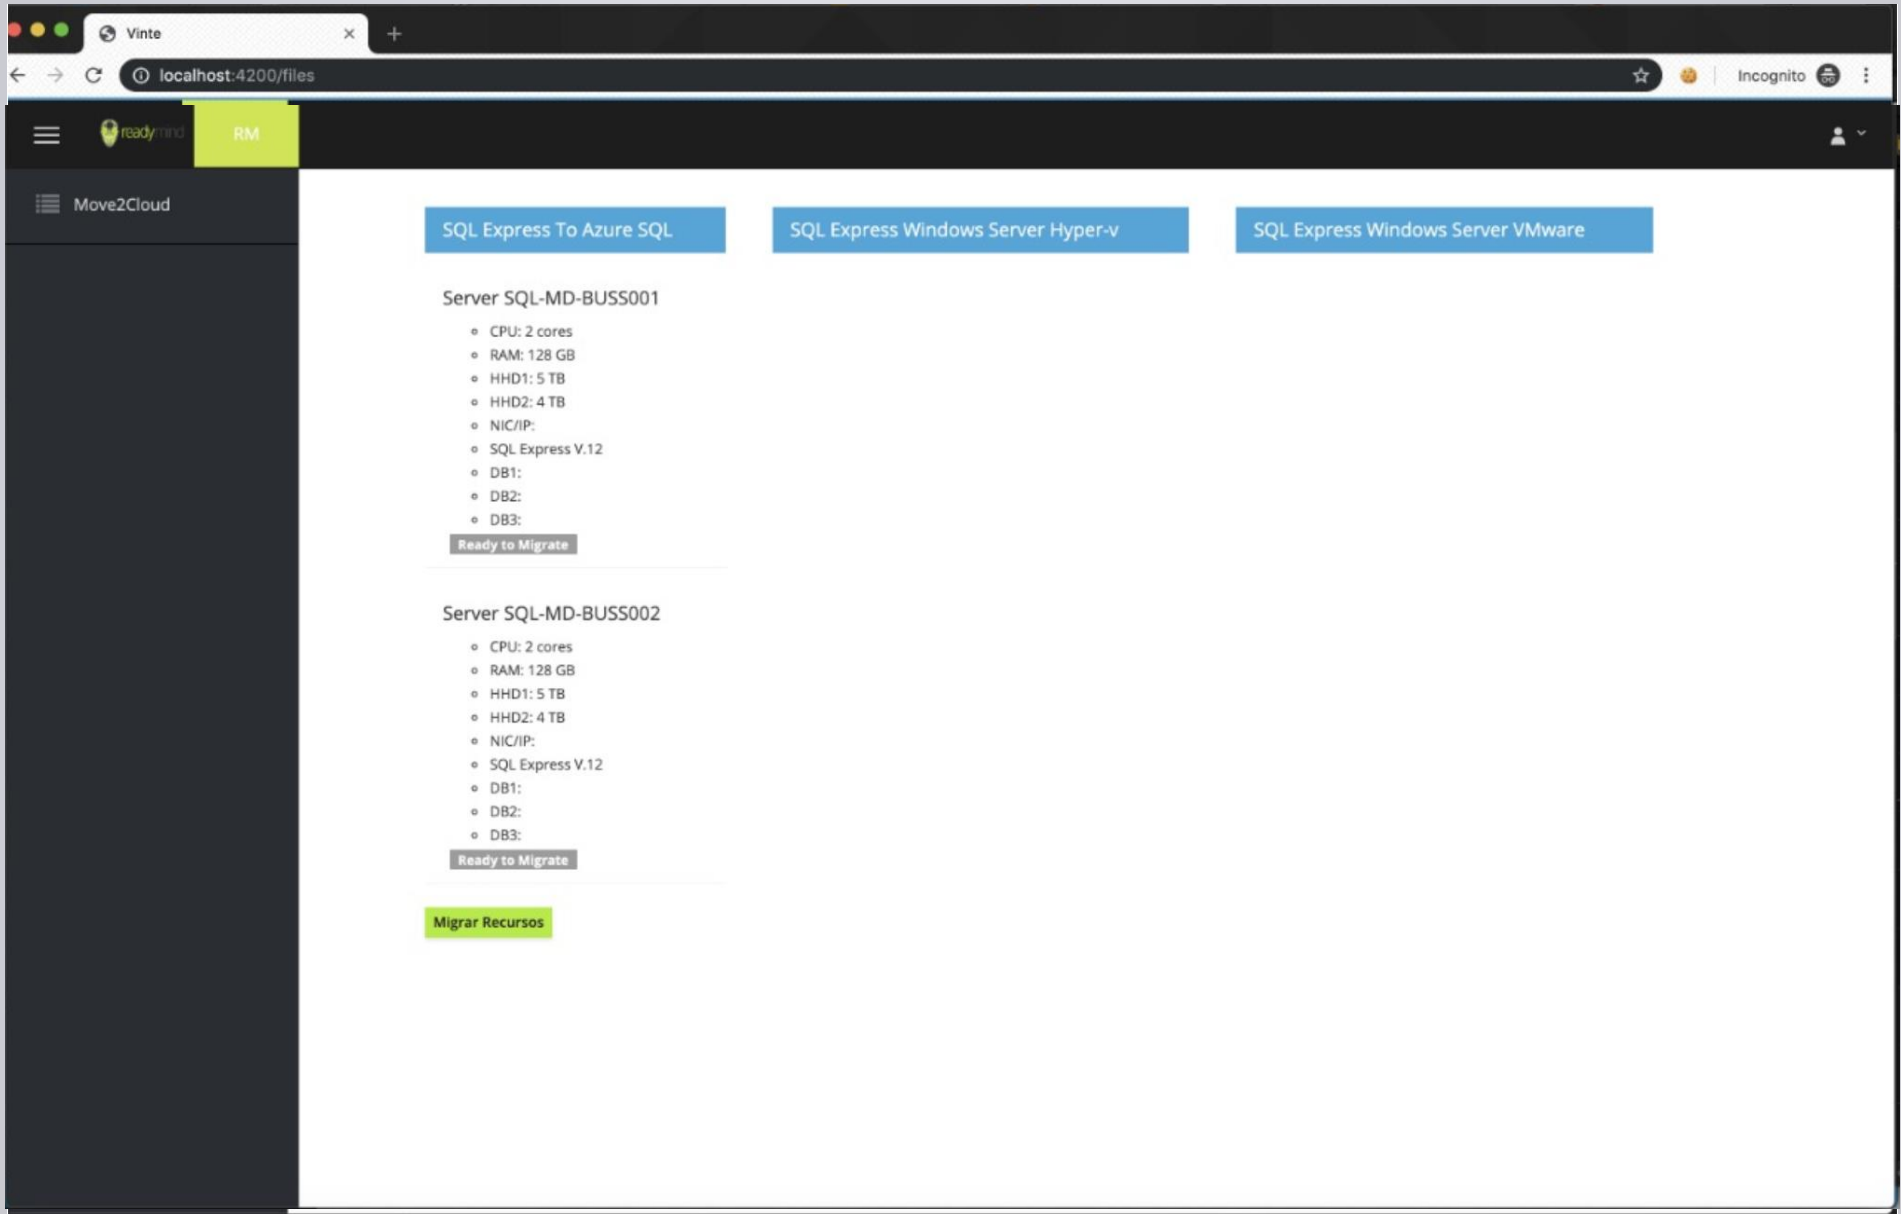 Vinte
localhost:4200/files
Incognito
readymind
RM
Move2Cloud
SQL Express To Azure SQL
SQL Express Windows Server Hyper-v
SQL Express Windows Server VMware
Server SQL-MD-BUSS001
CPU: 2 cores
RAM: 128 GB
HHD1: 5 TB
HHD2: 4 TB
NIC/IP:
SQL Express V.12
DB1:
DB2:
DB3:
Ready to Migrate
Server SQL-MD-BUSS002
CPU: 2 cores
RAM: 128 GB
HHD1: 5 TB
HHD2: 4 TB
NIC/IP:
SQL Express V.12
DB1:
DB2:
DB3:
Ready to Migrate
Migrar Recursos